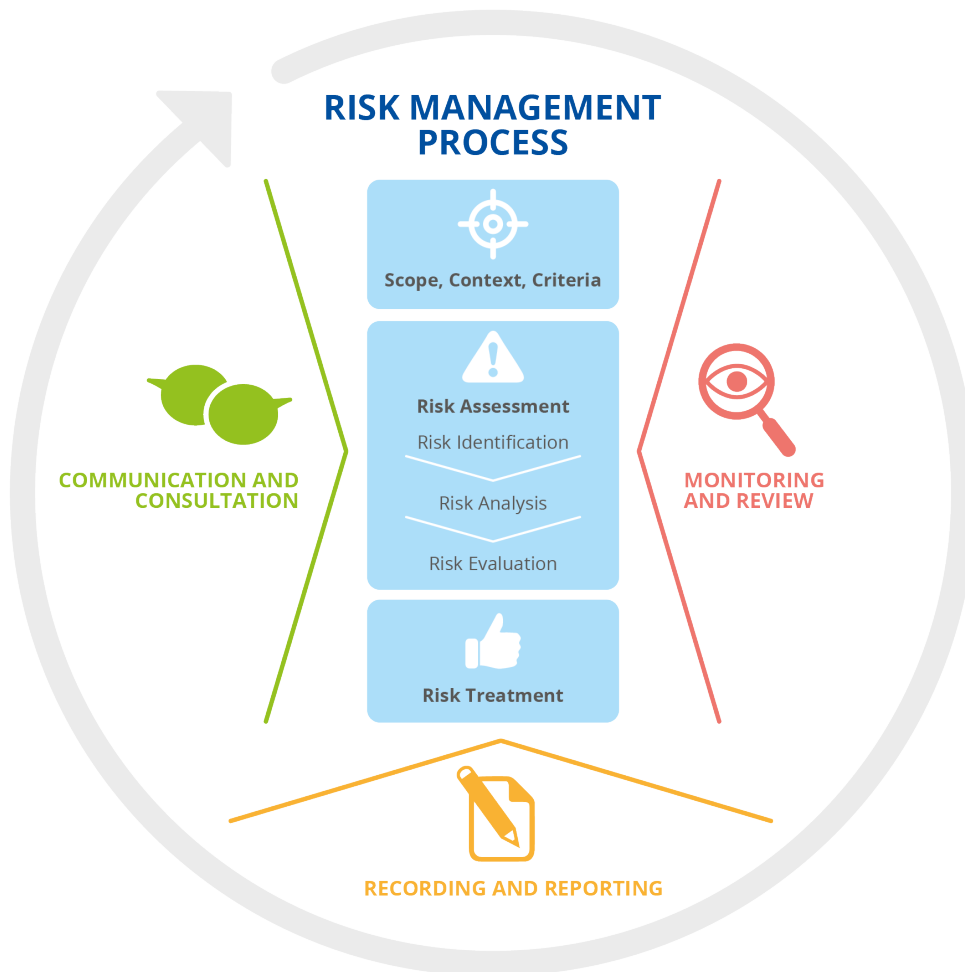 RISK MANAGEMENT
PROCESS
Scope, Context, Criteria
Risk Assessment
Risk Identification
Risk Analysis
Risk Evaluation
Risk Treatment
COMMUNICATION AND
CONSULTATION
MONITORING
AND REVIEW
RECORDING AND REPORTING